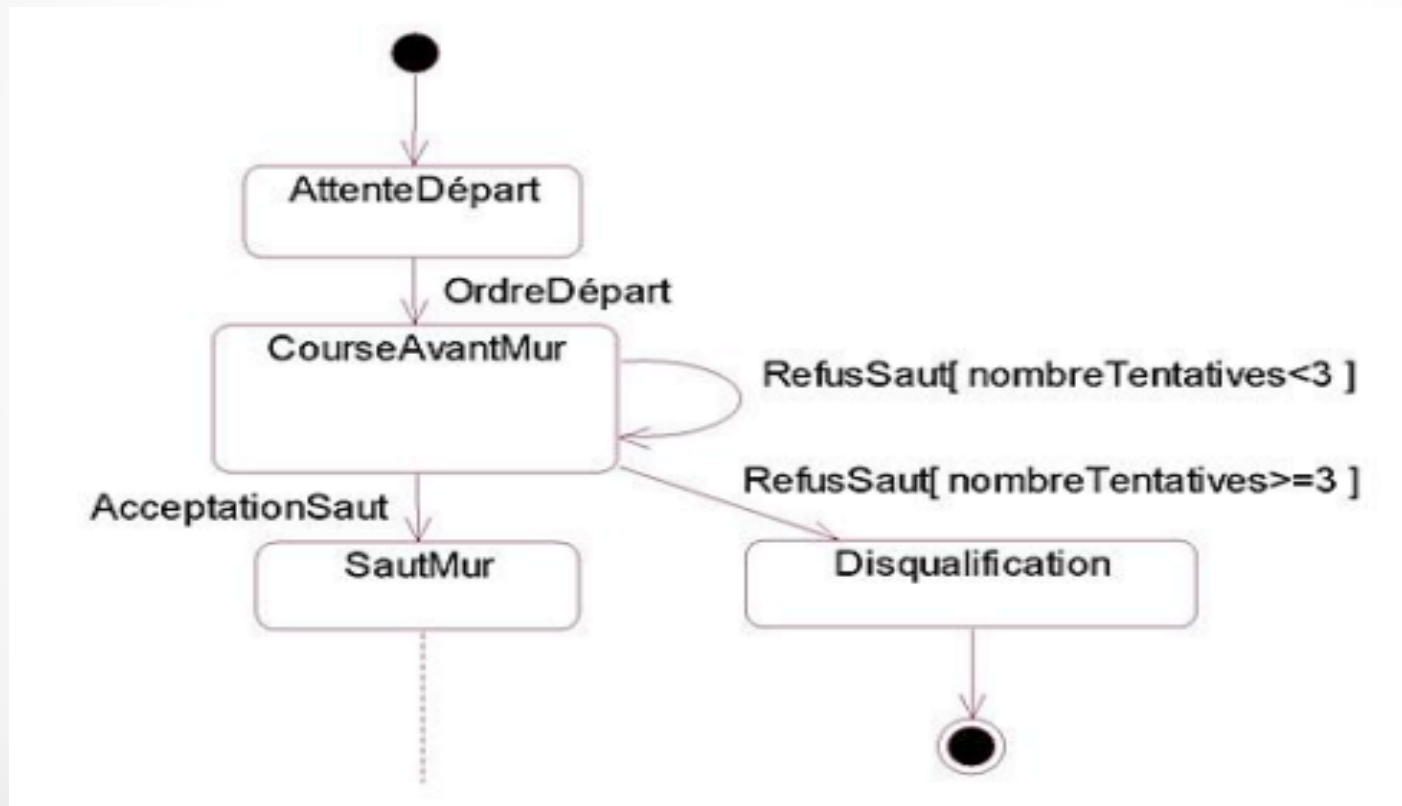 AttenteDépart
OrdreDépart
CourseAvantMur
RefusSaut[ nombreTentatives<3 ]
RefusSaut[ nombreTentatives>=3 ]
AcceptationSaut
SautMur
Disqualification